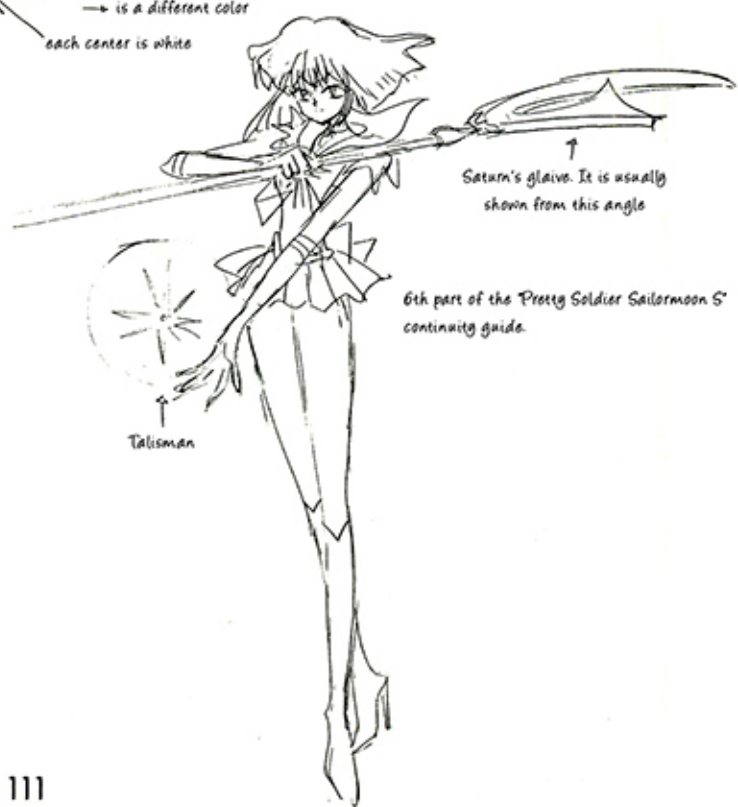 → is a different color
each center is white
Saturn's glaive. It is usually
shown from this angle
6th part of the "Pretty Soldier Sailormoon S"
continuity guide.
Talisman
111